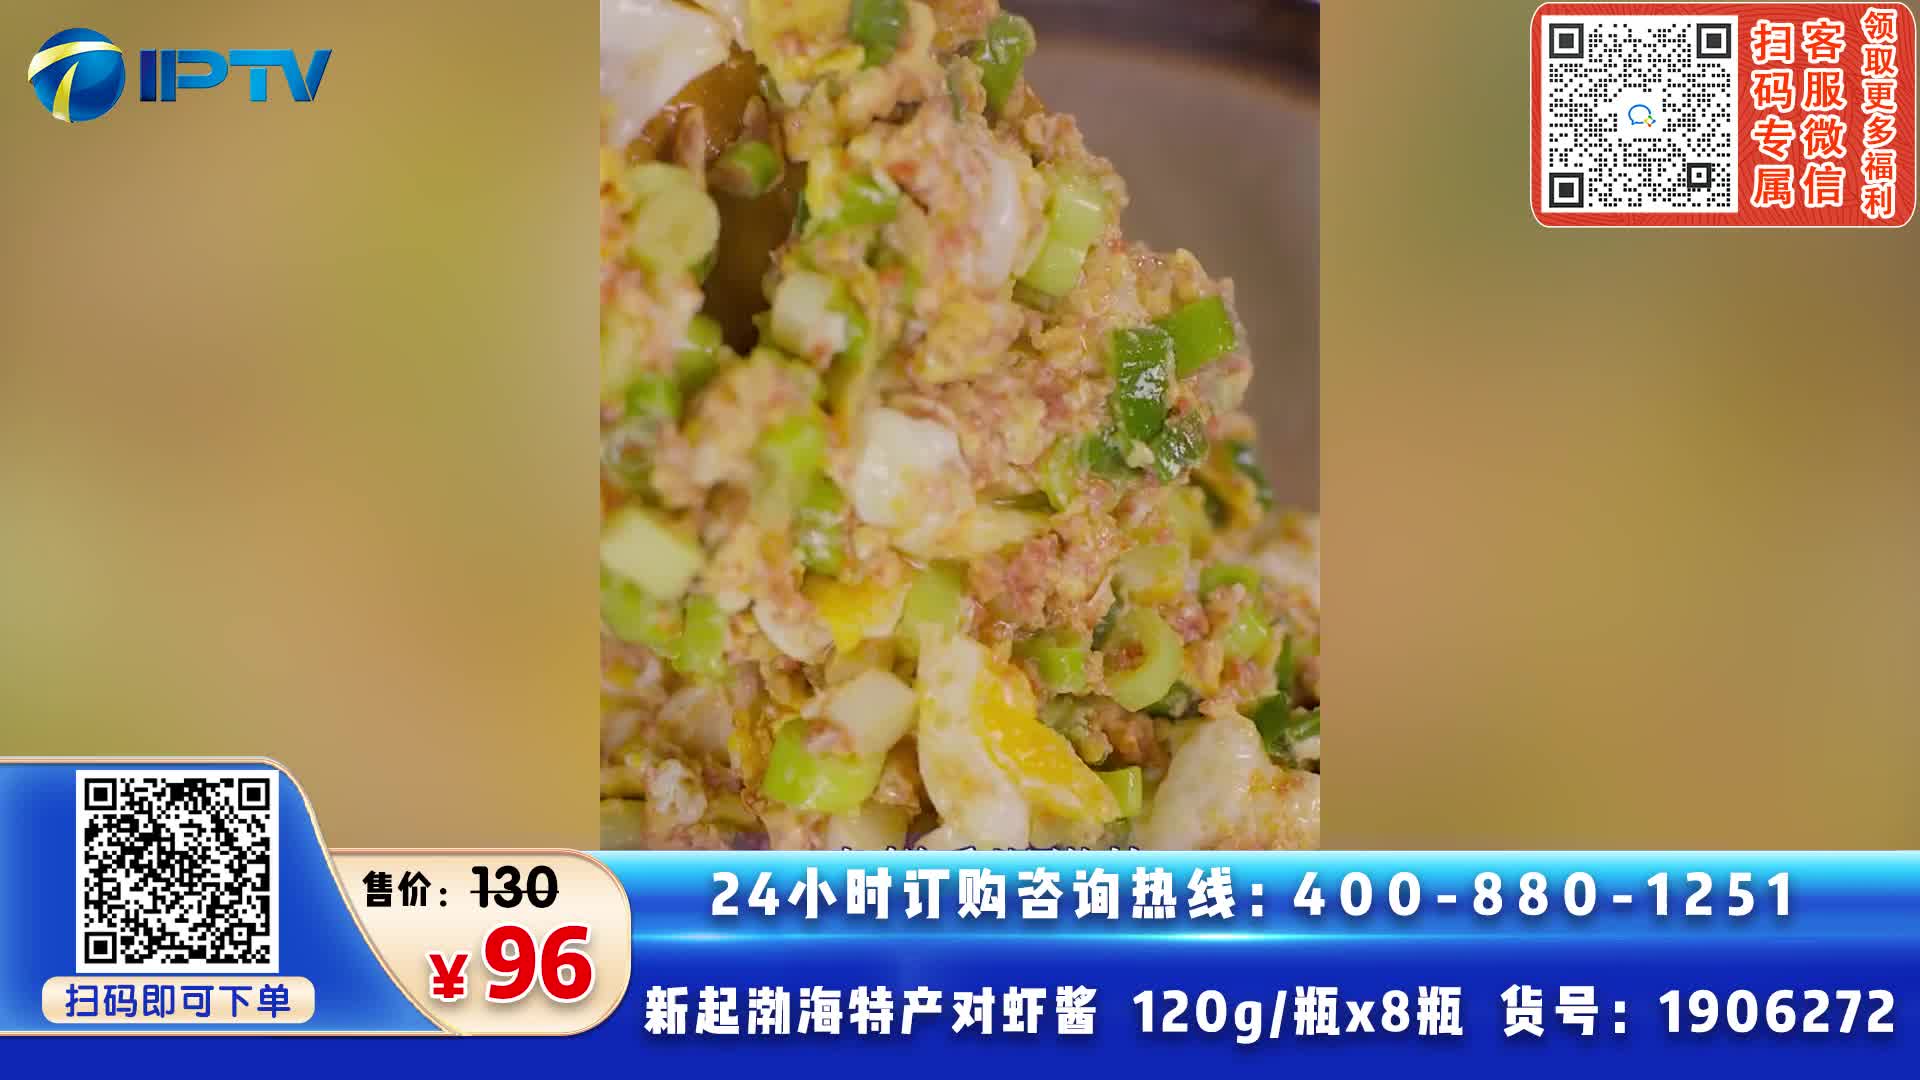 IPTV
领取更多福利
客服微信
扫码专属
扫码即可下单
售价：130
¥96
24小时订购咨询热线：400-880-1251
新起渤海特产对虾酱 120g/瓶x8瓶 货号：1906272